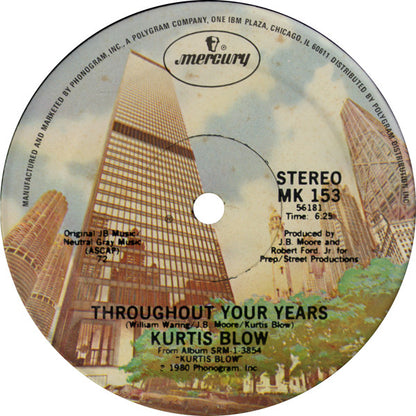 MANUFACTURED AND MARKETED BY PHONOGRAM, INC., A POLYGRAM COMPANY, ONE IBM PLAZA, CHICAGO, IL 60611 DISTRIBUTED BY POLYGRAM DISTRIBUTION, INC.
mercury
STEREO
MK 153
56181
Time: 6:25
Original JB Music/
Neutral Gray Music
(ASCAP)
72
Produced by
J.B. Moore and
Robert Ford, Jr for
Prep/Street Productions
THROUGHOUT YOUR YEARS
(William Waring/J.B. Moore/Kurtis Blow)
KURTIS BLOW
From Album SRM-1-3854
"KURTIS BLOW"
℗ 1980 Phonogram, Inc